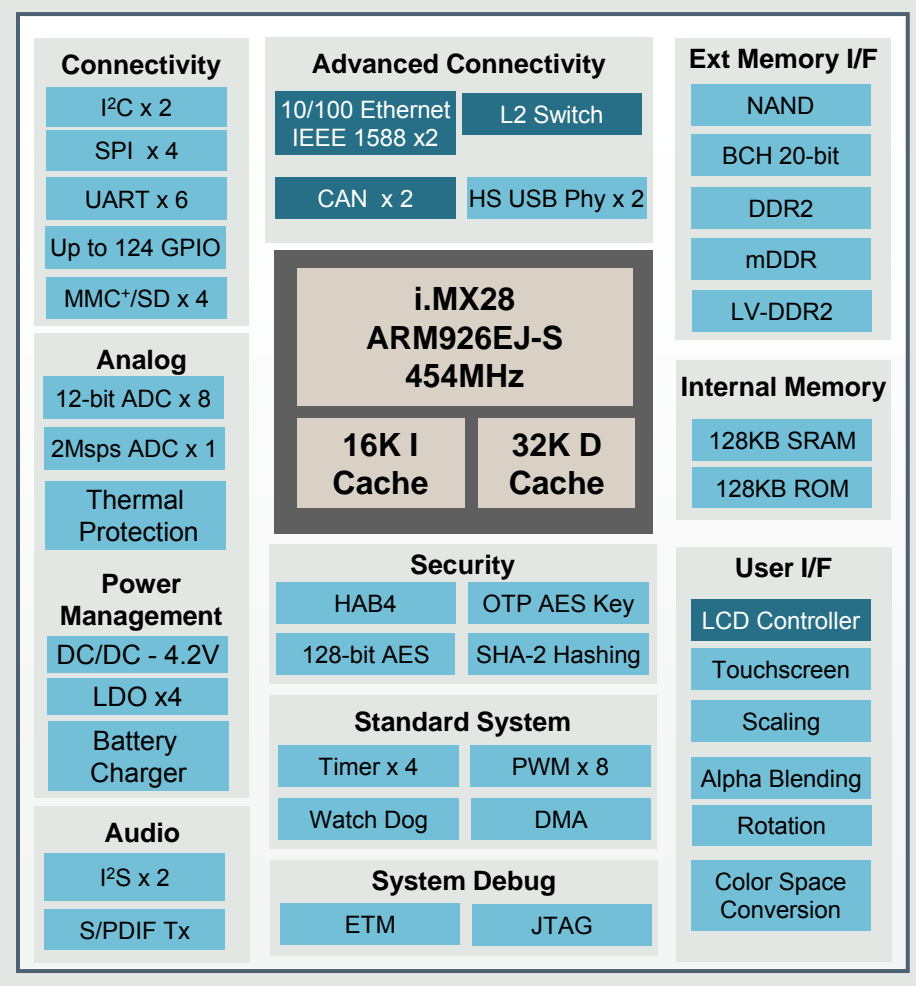 Connectivity
I²C x 2
SPI x 4
UART x 6
Up to 124 GPIO
MMC⁺/SD x 4
Analog
12-bit ADC x 8
2Msps ADC x 1
Thermal
Protection
Power
Management
DC/DC - 4.2V
LDO x4
Battery
Charger
Audio
I²S x 2
S/PDIF Tx
Advanced Connectivity
10/100 Ethernet
IEEE 1588 x2
L2 Switch
CAN x 2
HS USB Phy x 2
i.MX28
ARM926EJ-S
454MHz
16K I
Cache
32K D
Cache
Security
HAB4
OTP AES Key
128-bit AES
SHA-2 Hashing
Standard System
Timer x 4
PWM x 8
Watch Dog
DMA
System Debug
ETM
JTAG
Ext Memory I/F
NAND
BCH 20-bit
DDR2
mDDR
LV-DDR2
Internal Memory
128KB SRAM
128KB ROM
User I/F
LCD Controller
Touchscreen
Scaling
Alpha Blending
Rotation
Color Space
Conversion